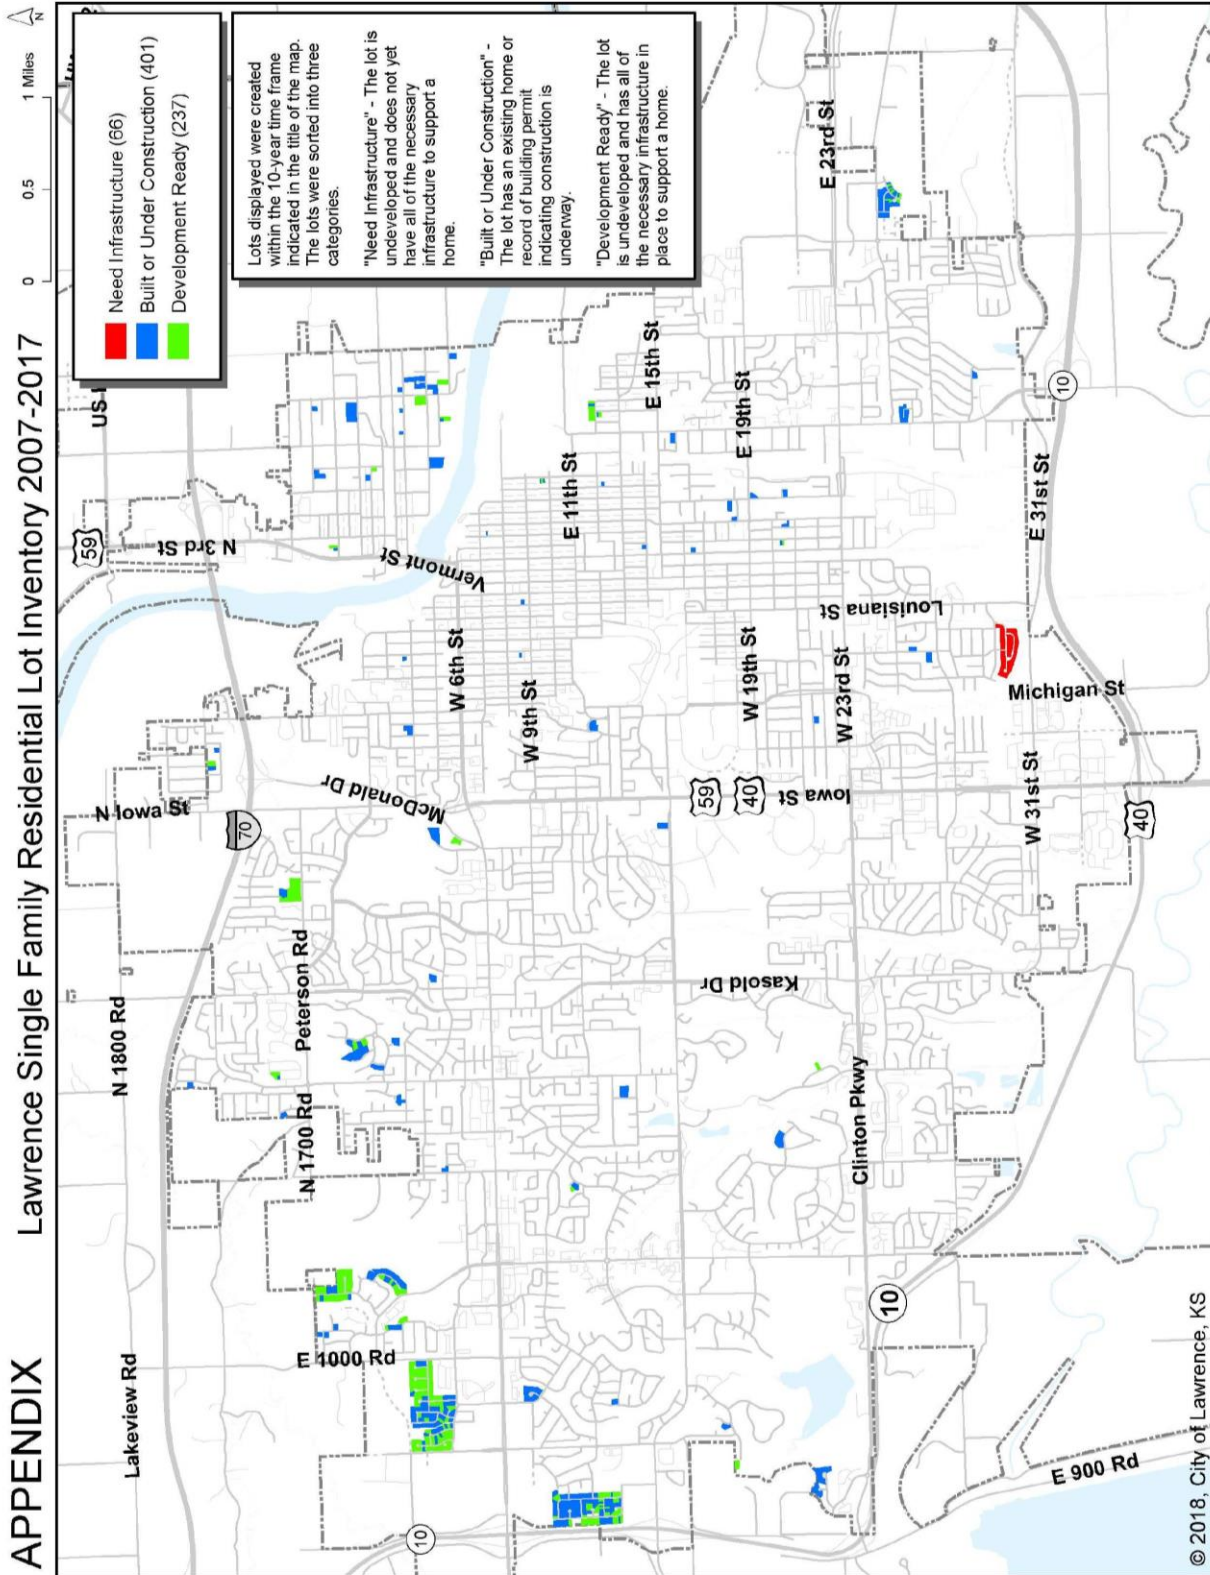 APPENDIX
Lawrence Single Family Residential Lot Inventory 2007-2017
0
0.5
1 Miles
N
Need Infrastructure (66)
Built or Under Construction (401)
Development Ready (237)
Lots displayed were created
within the 10-year time frame
indicated in the title of the map.
The lots were sorted into three
categories.
"Need Infrastructure" - The lot is
undeveloped and does not yet
have all of the necessary
infrastructure to support a
home.
"Built or Under Construction" -
The lot has an existing home or
record of building permit
indicating construction is
underway.
"Development Ready" - The lot
is undeveloped and has all of
the necessary infrastructure in
place to support a home.
Lakeview Rd
N 1800 Rd
N Iowa St
59
N 3rd St
US
70
E 1000 Rd
N 1700 Rd
Peterson Rd
McDonald Dr
Vermont St
10
W 6th St
W 9th St
E 11th St
E 15th St
Kasold Dr
59
40
Iowa St
W 19th St
E 19th St
Clinton Pkwy
W 23rd St
Louisiana St
E 23rd St
10
Michigan St
W 31st St
E 31st St
10
40
E 900 Rd
© 2018, City of Lawrence, KS